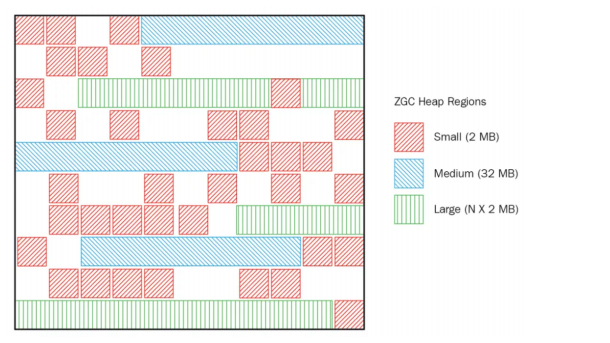 ZGC Heap Regions
Small (2 MB)
Medium (32 MB)
Large (N X 2 MB)